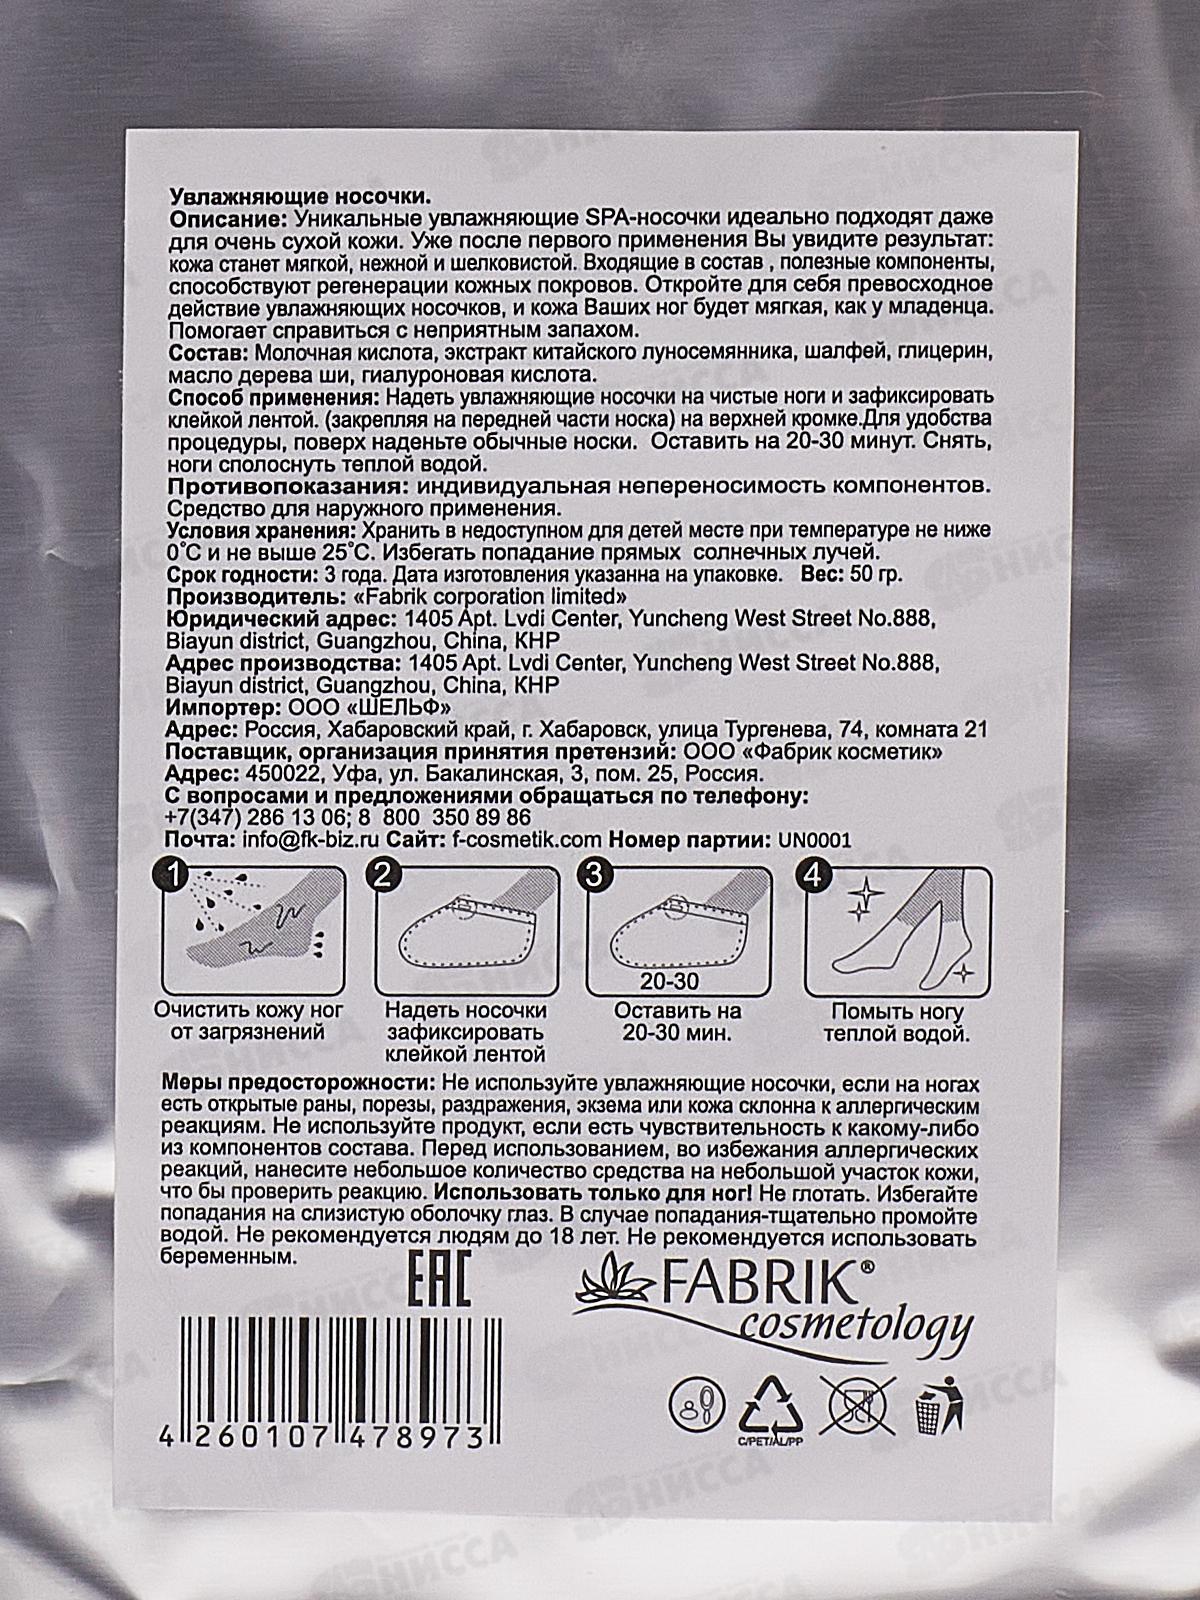 Увлажняющие носочки.
Описание: Уникальные увлажняющие SPA-носочки идеально подходят даже
для очень сухой кожи. Уже после первого применения Вы увидите результат:
кожа станет мягкой, нежной и шелковистой. Входящие в состав , полезные компоненты,
способствуют регенерации кожных покровов. Откройте для себя превосходное
действие увлажняющих носочков, и кожа Ваших ног будет мягкая, как у младенца.
Помогает справиться с неприятным запахом.
Состав: Молочная кислота, экстракт китайского луносемянника, шалфей, глицерин,
масло дерева ши, гиалуроновая кислота.
Способ применения: Надеть увлажняющие носочки на чистые ноги и зафиксировать
клейкой лентой. (закрепляя на передней части носка) на верхней кромке.Для удобства
процедуры, поверх наденьте обычные носки. Оставить на 20-30 минут. Снять,
ноги сполоснуть теплой водой.
Противопоказания: индивидуальная непереносимость компонентов.
Средство для наружного применения.
Условия хранения: Хранить в недоступном для детей месте при температуре не ниже
0°С и не выше 25°С. Избегать попадание прямых солнечных лучей.
Срок годности: 3 года. Дата изготовления указанна на упаковке. Вес: 50 гр.
Производитель: «Fabrik corporation limited»
Юридический адрес: 1405 Apt. Lvdi Center, Yuncheng West Street No.888,
Biayun district, Guangzhou, China, КНР
Адрес производства: 1405 Apt. Lvdi Center, Yuncheng West Street No.888,
Biayun district, Guangzhou, China, КНР
Импортер: ООО «ШЕЛЬФ»
Адрес: Россия, Хабаровский край, г. Хабаровск, улица Тургенева, 74, комната 21
Поставщик, организация принятия претензий: ООО «Фабрик косметик»
Адрес: 450022, Уфа, ул. Бакалинская, 3, пом. 25, Россия.
С вопросами и предложениями обращаться по телефону:
+7(347) 286 13 06; 8 800 350 89 86
Почта: info@fk-biz.ru Сайт: f-cosmetik.com Номер партии: UN0001
1 2 3 4
20-30
Очистить кожу ног
от загрязнений
Надеть носочки
зафиксировать
клейкой лентой
Оставить на
20-30 мин.
Помыть ногу
теплой водой.
Меры предосторожности: Не используйте увлажняющие носочки, если на ногах
есть открытые раны, порезы, раздражения, экзема или кожа склонна к аллергическим
реакциям. Не используйте продукт, если есть чувствительность к какому-либо
из компонентов состава. Перед использованием, во избежания аллергических
реакций, нанесите небольшое количество средства на небольшой участок кожи,
что бы проверить реакцию. Использовать только для ног! Не глотать. Избегайте
попадания на слизистую оболочку глаз. В случае попадания-тщательно промойте
водой. Не рекомендуется людям до 18 лет. Не рекомендуется использовать
беременным.
EAC
FABRIK®
cosmetology
4 260107 478973
C/PET/AL/PP
НИССА